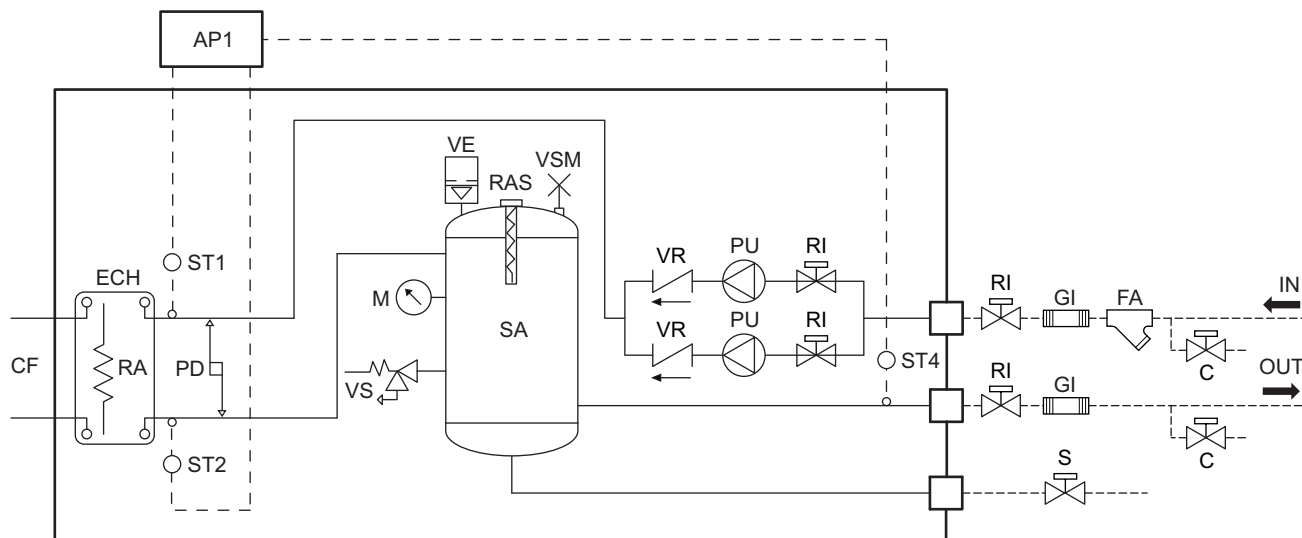 AP1
VE
VSM
RAS
VR
PU
RI
ST1
ECH
RI
GI
FA
IN
M
SA
VR
PU
RI
CF
RA
PD
ST4
C
VS
RI
GI
OUT
ST2
C
S